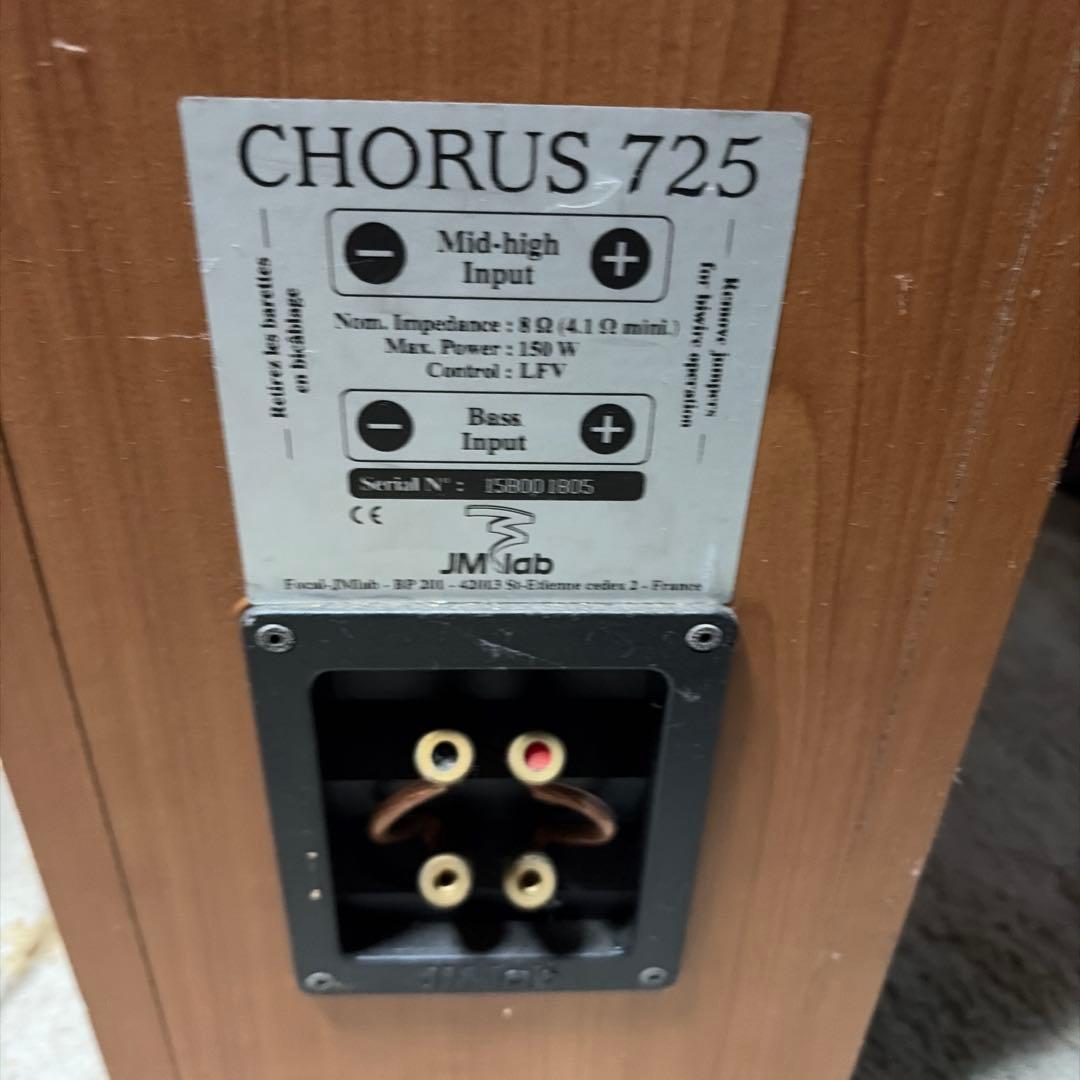 CHORUS 725
Mid-high
Input
Nom. Impedance : 8 Ω (4.1 Ω mini.)
Max. Power : 150 W
Control : LFV
Retirez les barettes
en bicâblage
Remove jumpers
for biwire operation
Bass
Input
Serial N° : 158001805
CE
JMlab
Focal-JMlab - BP 201 - 42013 St-Etienne cedex 2 - France
JMlab